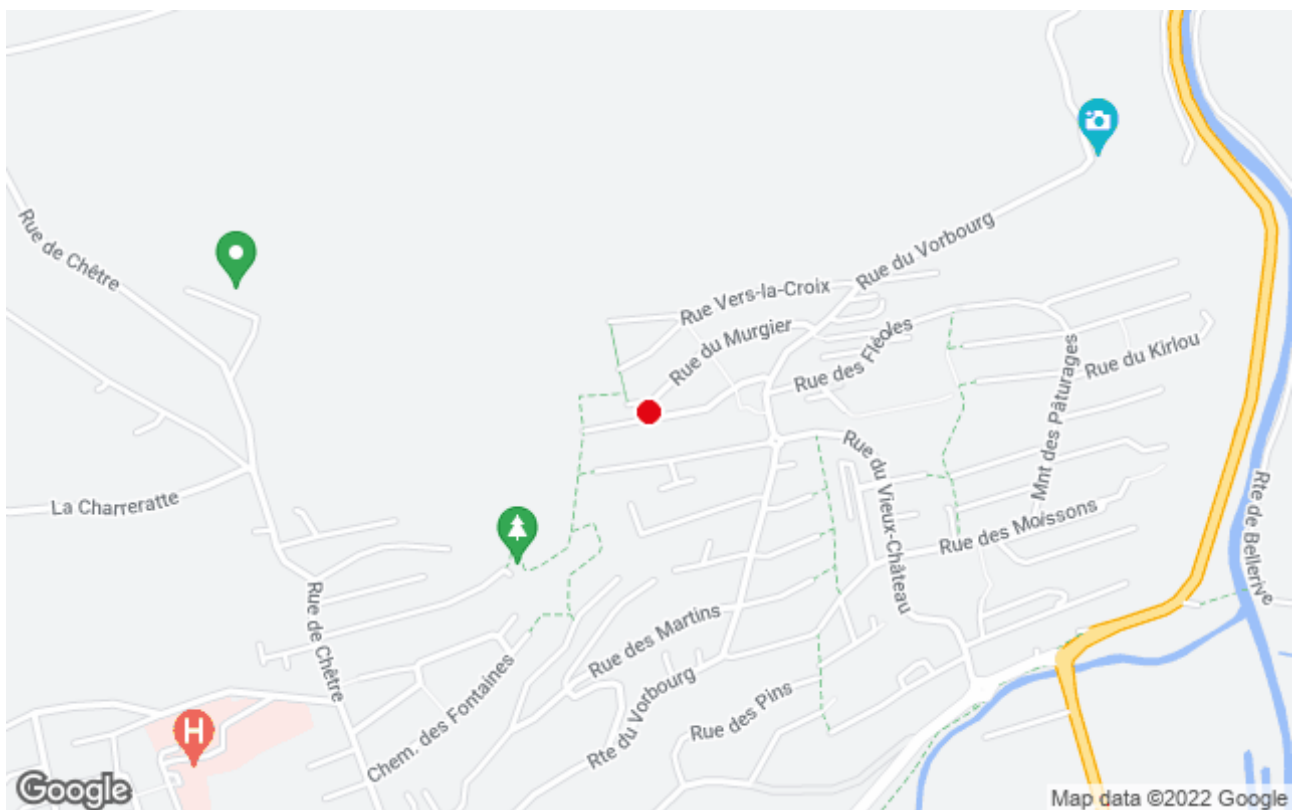 Rue du Vorbourg
Rue de Chêtre
Rue Vers-la-Croix
Rue du Murgier
Rue des Fléoles
Rue du Kirlou
Mnt des Pâturages
La Charreratte
Rue du Vieux-Château
Rue des Moissons
Rte de Bellerive
Rue de Chêtre
Rue des Martins
Chem. des Fontaines
Rte du Vorbourg
Rue des Pins
H
Google
Map data ©2022 Google